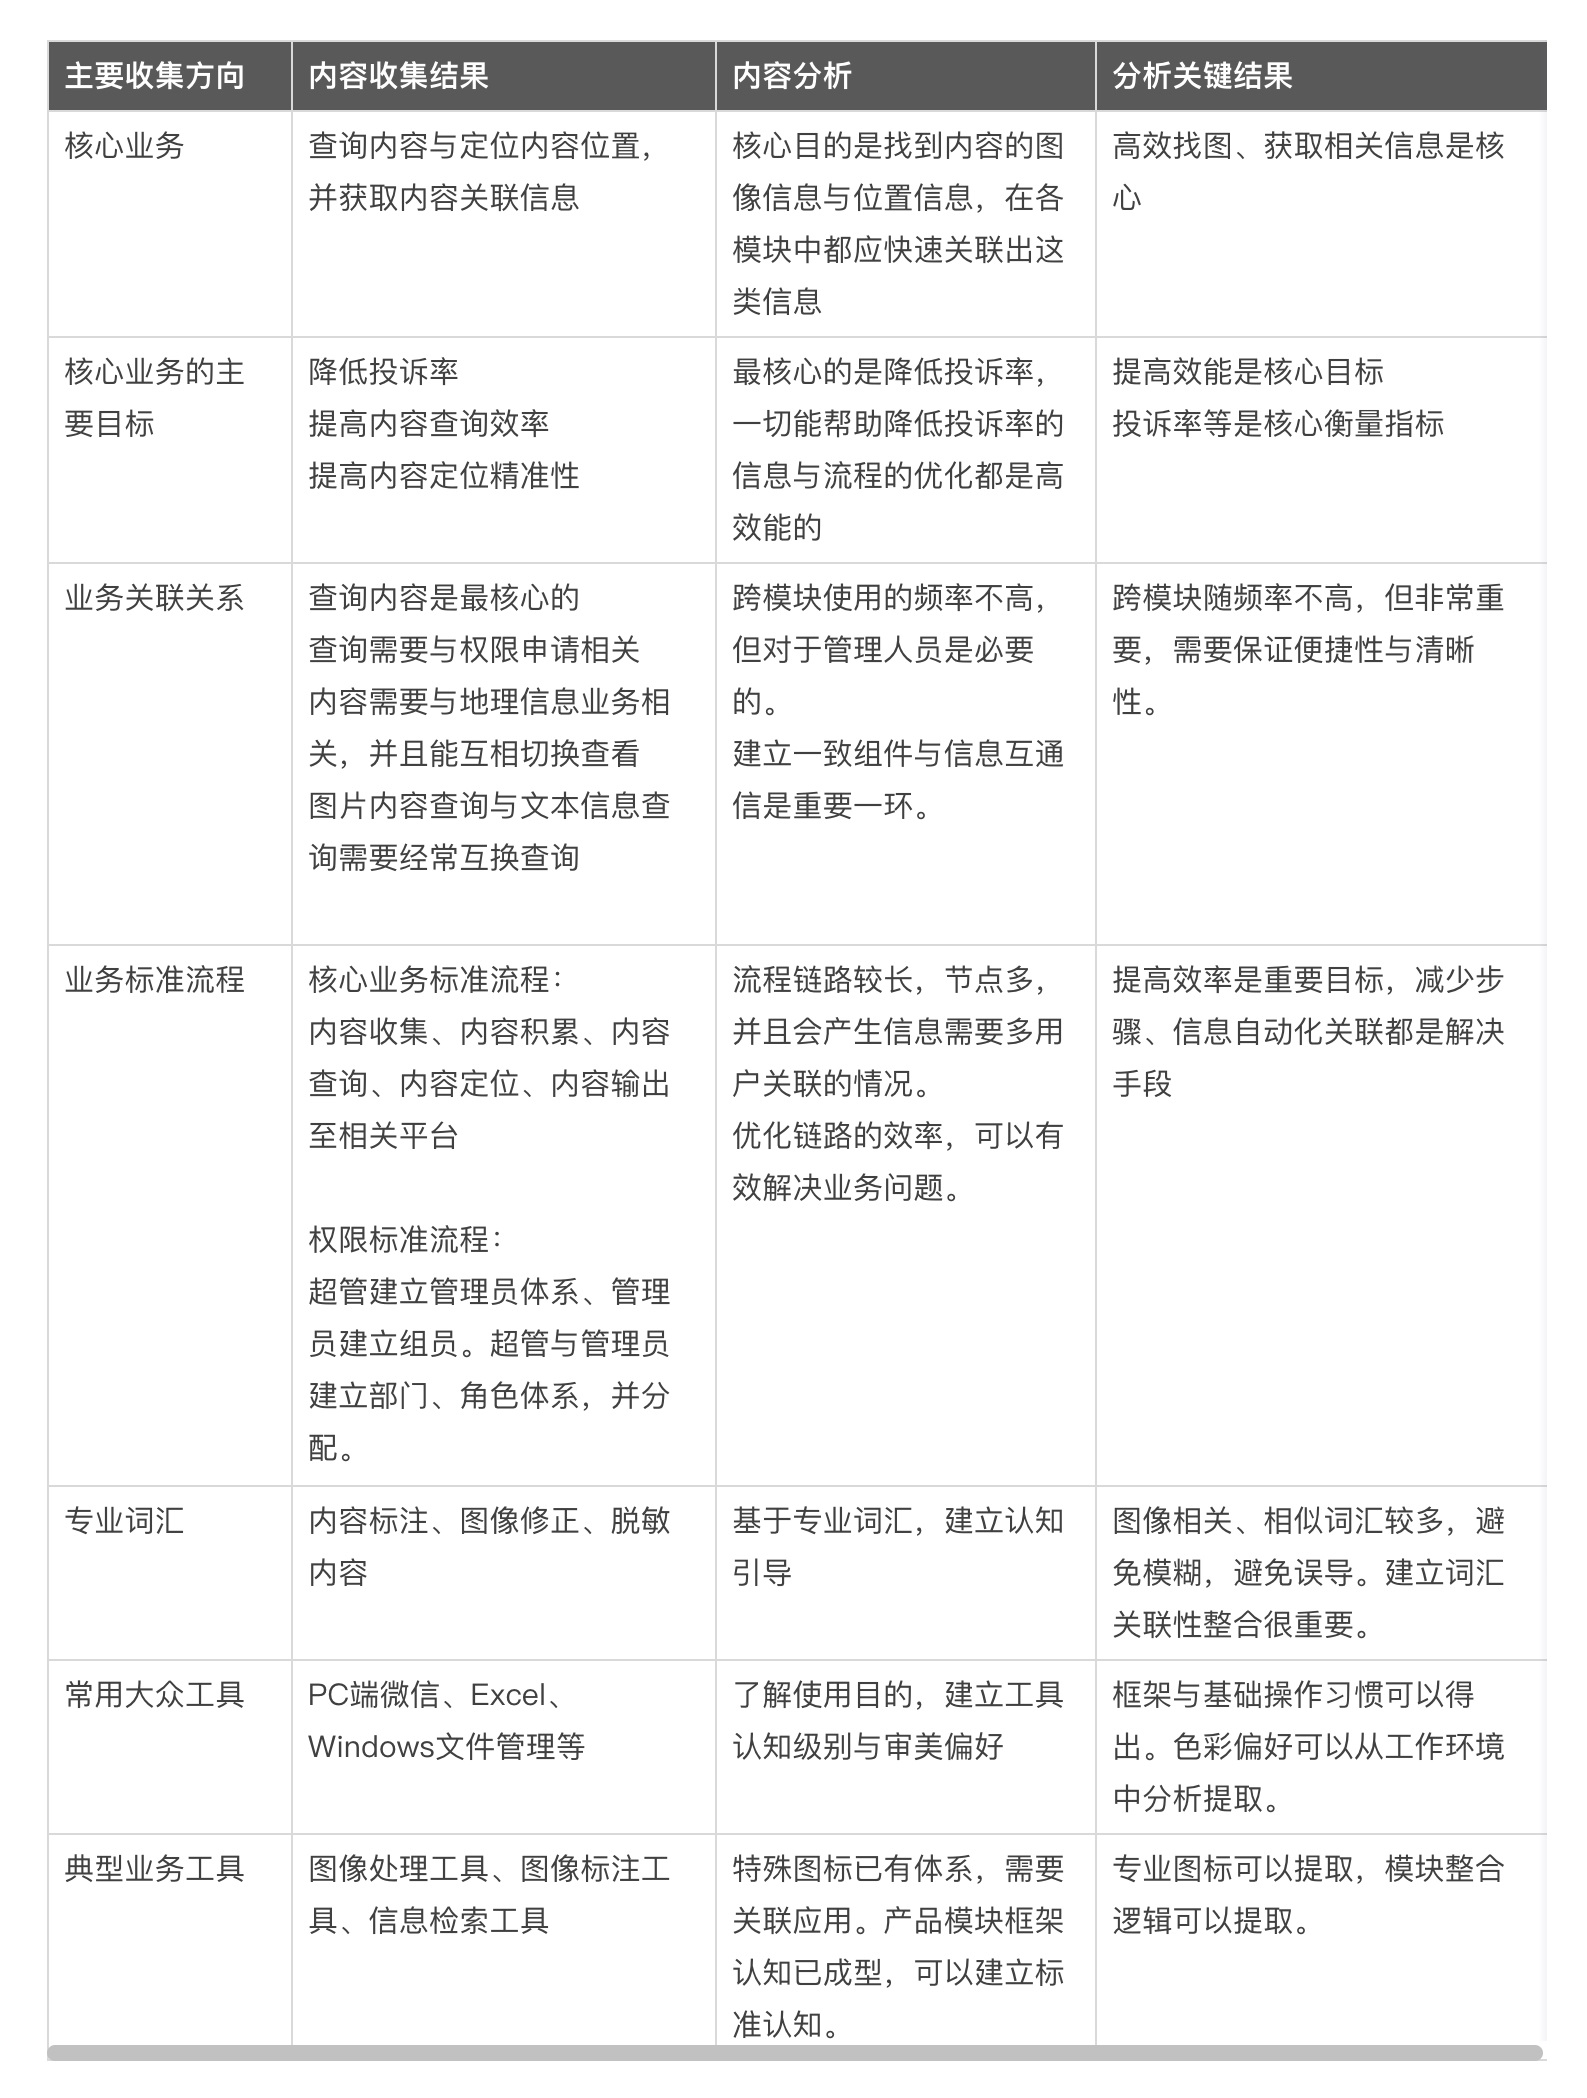 主要收集方向
内容收集结果
内容分析
分析关键结果
核心业务
查询内容与定位内容位置，
并获取内容关联信息
核心目的是找到内容的图
像信息与位置信息，在各
模块中都应快速关联出这
类信息
高效找图、获取相关信息是核
心
核心业务的主
要目标
降低投诉率
提高内容查询效率
提高内容定位精准性
最核心的是降低投诉率，
一切能帮助降低投诉率的
信息与流程的优化都是高
效能的
提高效能是核心目标
投诉率等是核心衡量指标
业务关联关系
查询内容是最核心的
查询需要与权限申请相关
内容需要与地理信息业务相
关，并且能互相切换查看
图片内容查询与文本信息查
询需要经常互换查询
跨模块使用的频率不高，
但对于管理人员是必要
的。
建立一致组件与信息互通
信是重要一环。
跨模块随频率不高，但非常重
要，需要保证便捷性与清晰
性。
业务标准流程
核心业务标准流程：
内容收集、内容积累、内容
查询、内容定位、内容输出
至相关平台
权限标准流程：
超管建立管理员体系、管理
员建立组员。超管与管理员
建立部门、角色体系，并分
配。
流程链路较长，节点多，
并且会产生信息需要多用
户关联的情况。
优化链路的效率，可以有
效解决业务问题。
提高效率是重要目标，减少步
骤、信息自动化关联都是解决
手段
专业词汇
内容标注、图像修正、脱敏
内容
基于专业词汇，建立认知
引导
图像相关、相似词汇较多，避
免模糊，避免误导。建立词汇
关联性整合很重要。
常用大众工具
PC端微信、Excel、
Windows文件管理等
了解使用目的，建立工具
认知级别与审美偏好
框架与基础操作习惯可以得
出。色彩偏好可以从工作环境
中分析提取。
典型业务工具
图像处理工具、图像标注工
具、信息检索工具
特殊图标已有体系，需要
关联应用。产品模块框架
认知已成型，可以建立标
准认知。
专业图标可以提取，模块整合
逻辑可以提取。